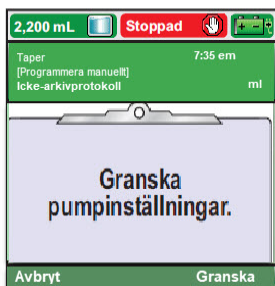 2,200 mL Stoppad
Taper 7:35 em
[Programmera manuellt]
Icke-arkivprotokoll ml
Granska
pumpinställningar.
Avbryt Granska